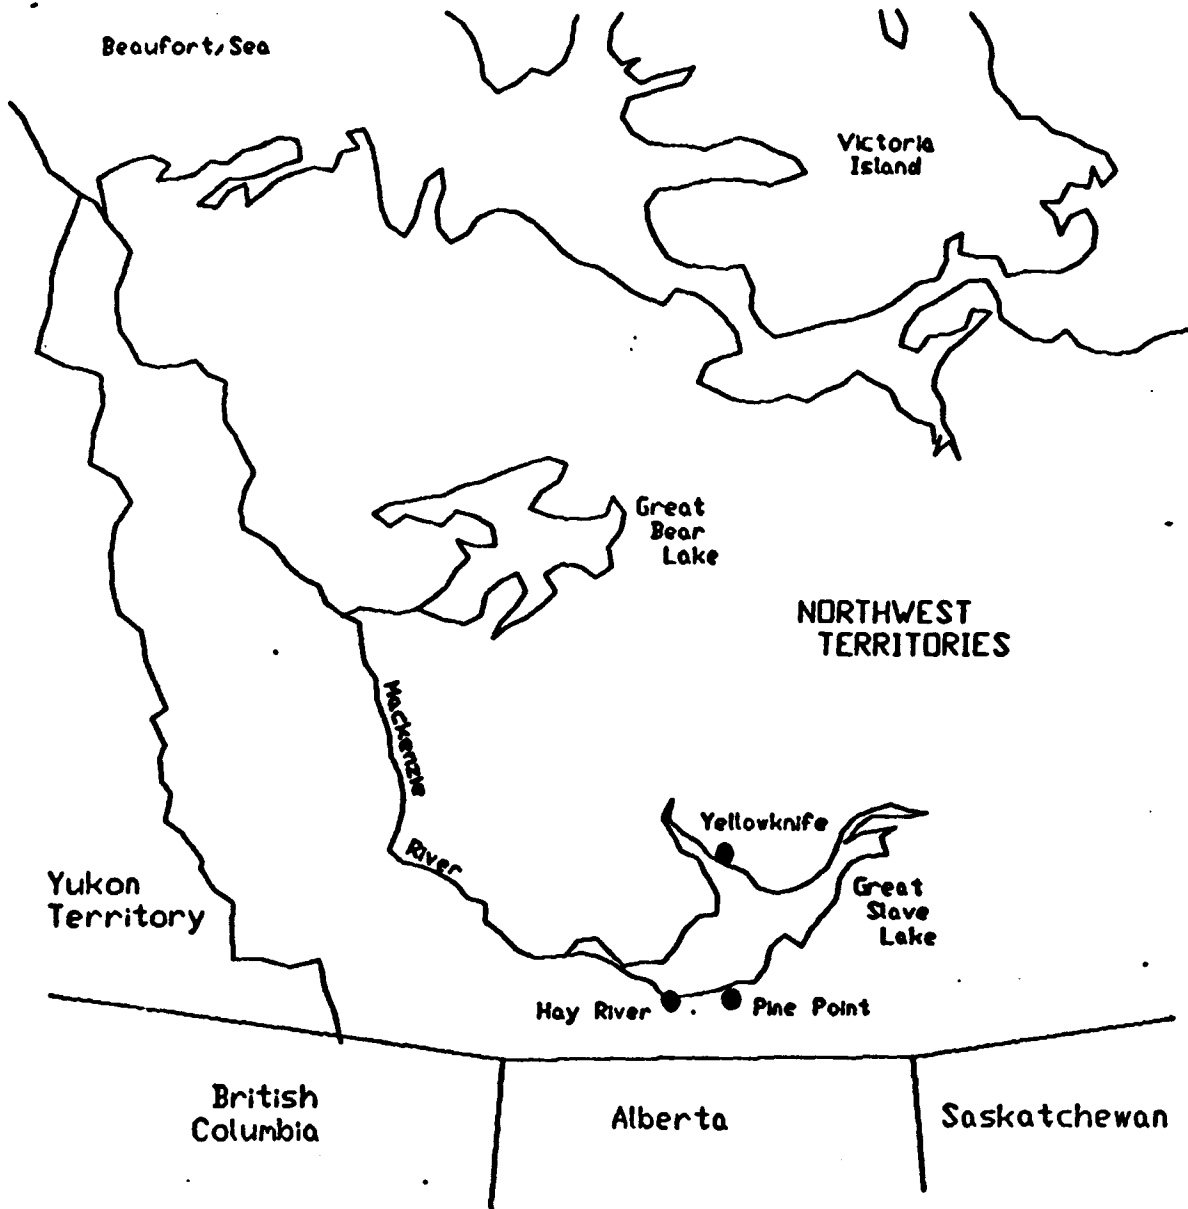 Beaufort Sea
Victoria
Island
Great
Bear
Lake
NORTHWEST
TERRITORIES
Mackenzie
River
Yellowknife
Yukon
Territory
Great
Slave
Lake
Hay River
Pine Point
British
Columbia
Alberta
Saskatchewan